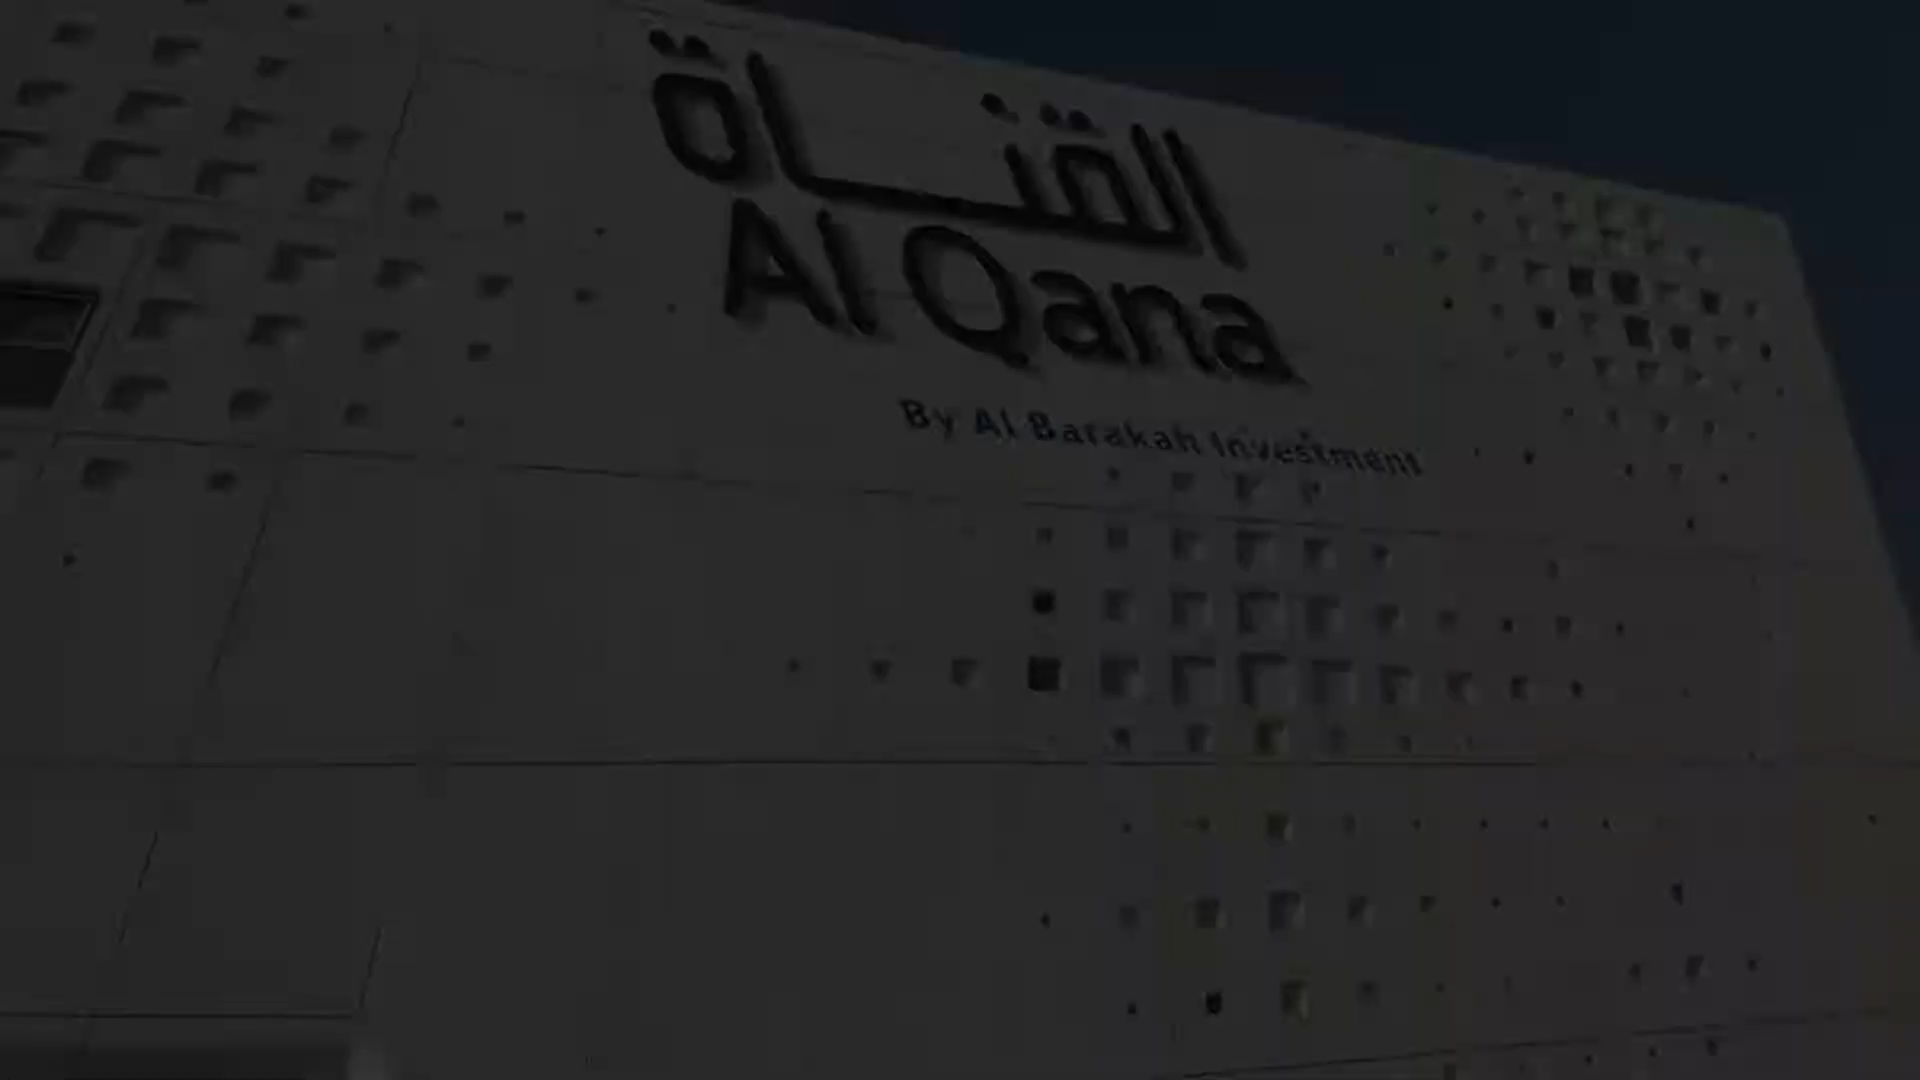 القناة
Al Qana
By Al Barakah Investment